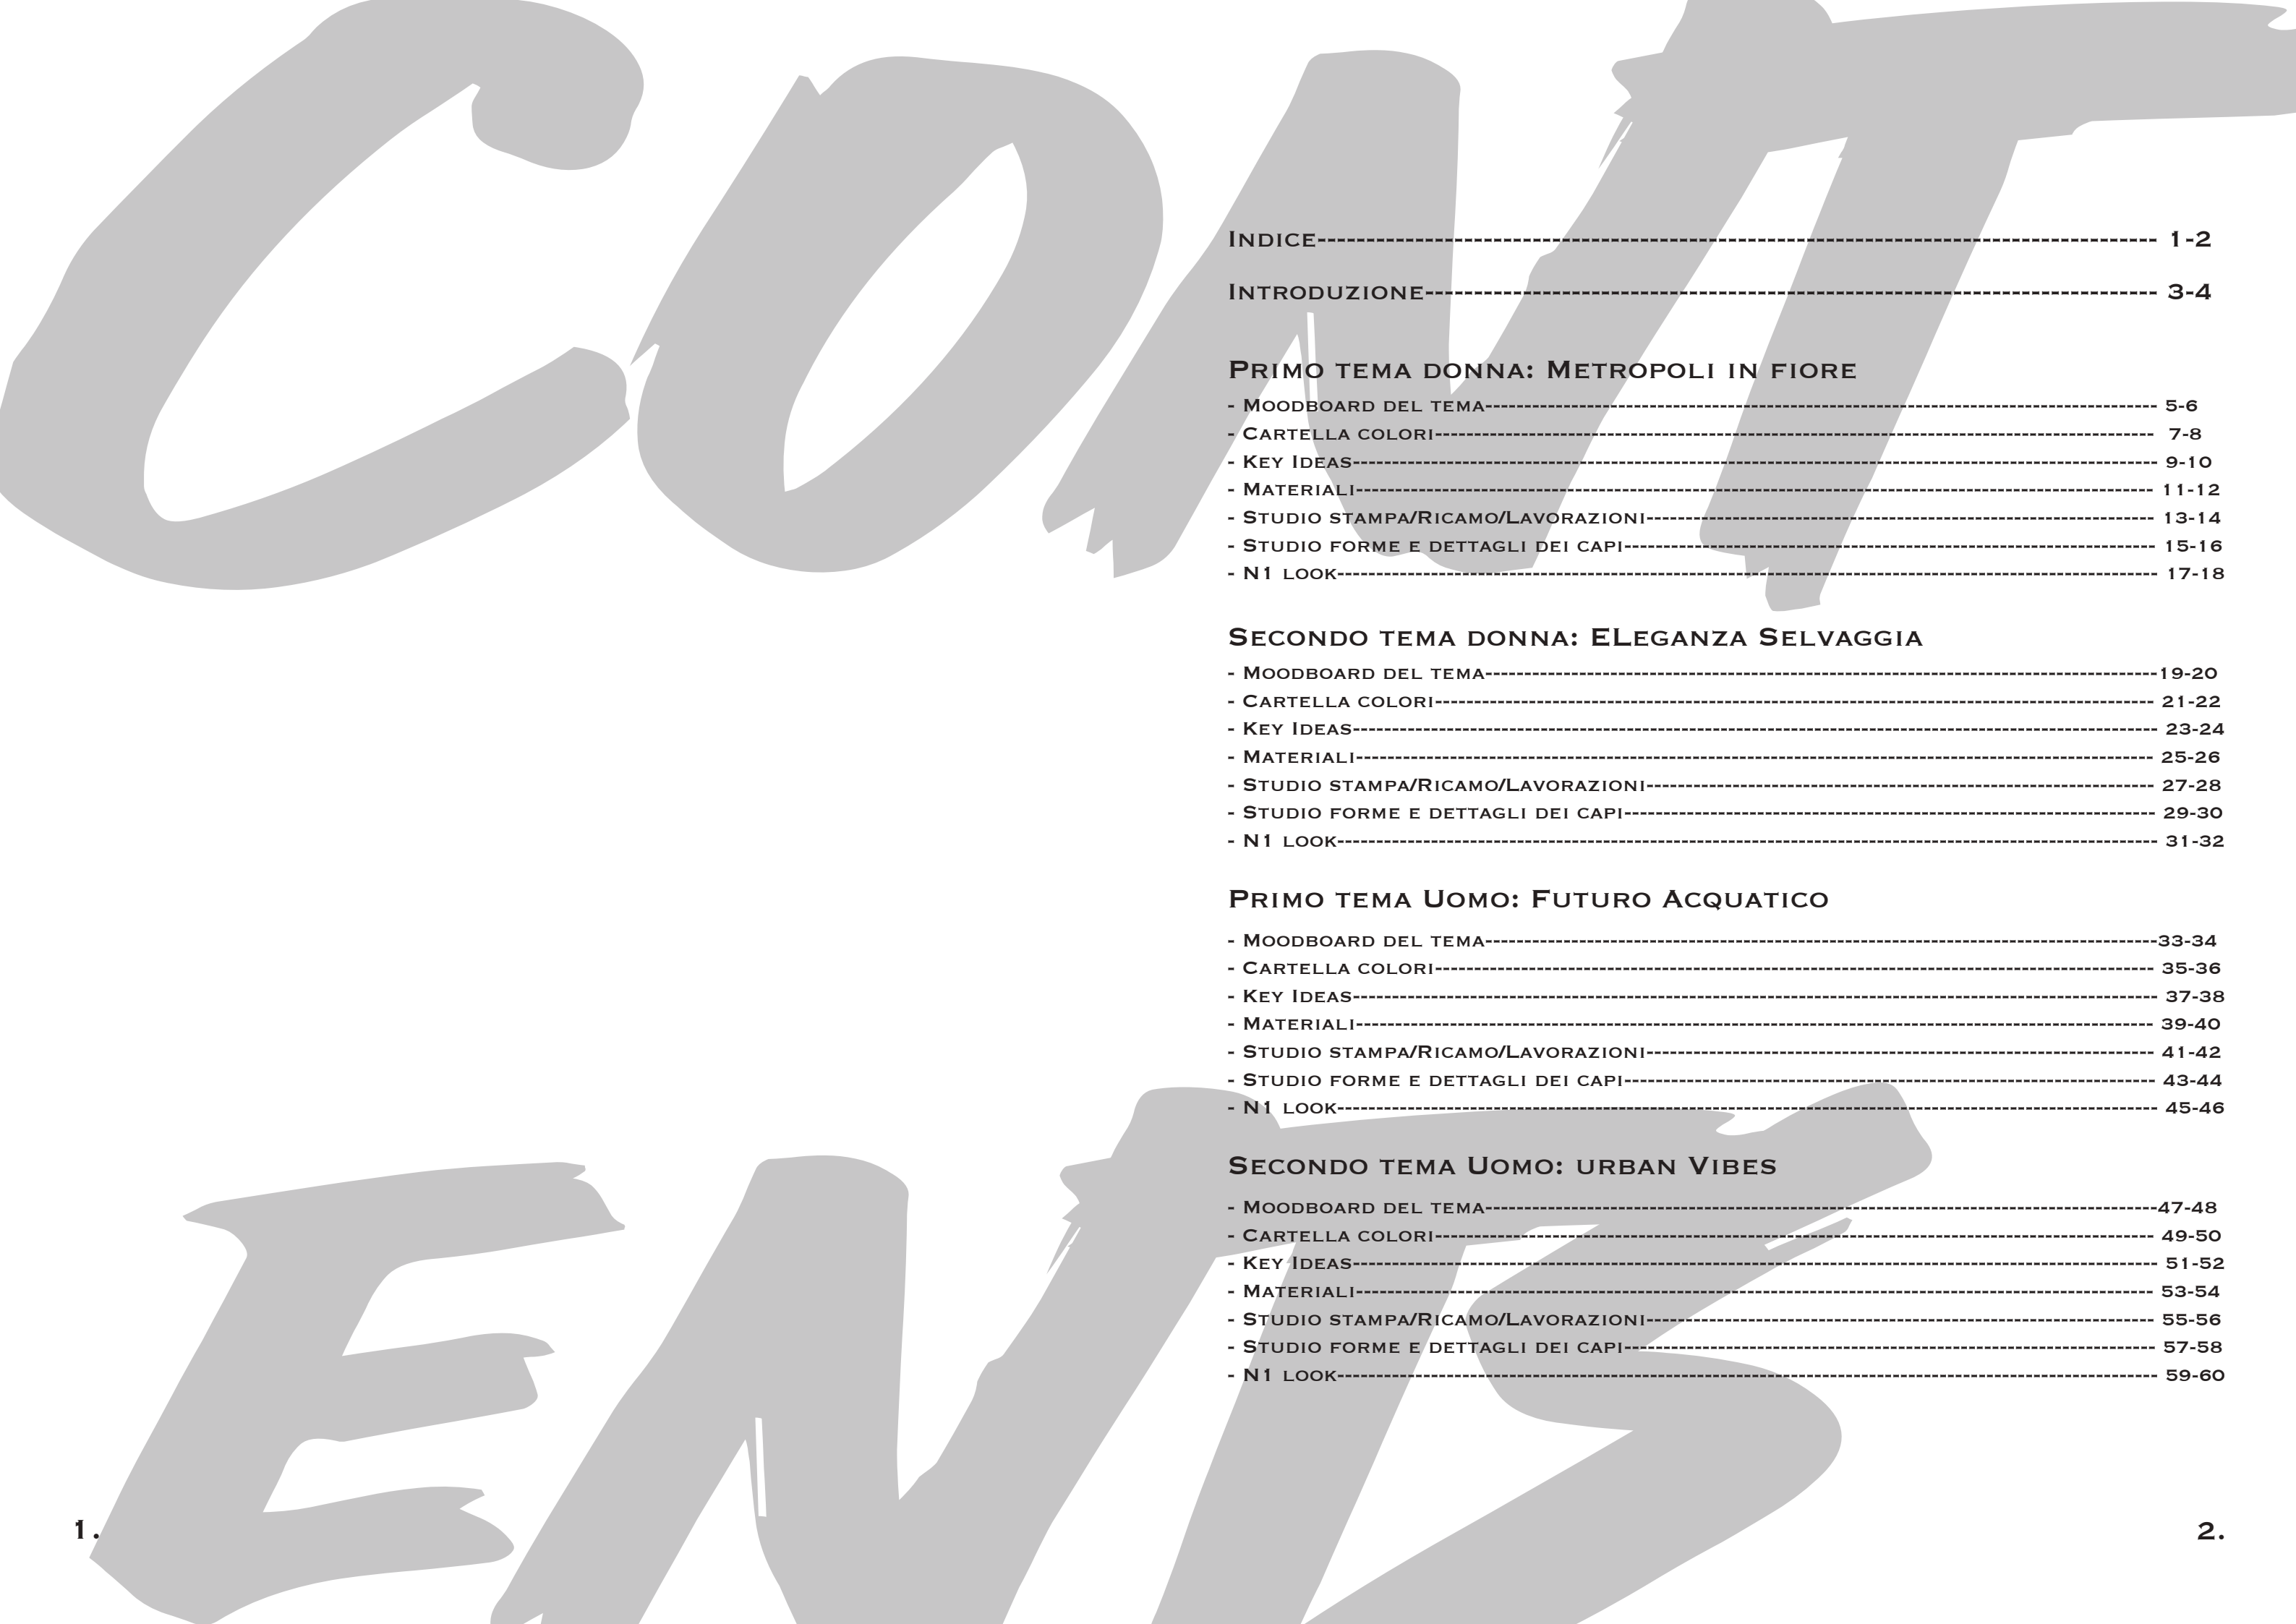 CONT
ENTS
Indice---------- 1-2
Introduzione---------- 3-4
Primo tema donna: Metropoli in fiore
- Moodboard del tema---------- 5-6
- Cartella colori---------- 7-8
- Key Ideas---------- 9-10
- Materiali---------- 11-12
- Studio stampa/Ricamo/Lavorazioni---------- 13-14
- Studio forme e dettagli dei capi---------- 15-16
- N1 look---------- 17-18
Secondo tema donna: ELeganza Selvaggia
- Moodboard del tema----------19-20
- Cartella colori---------- 21-22
- Key Ideas---------- 23-24
- Materiali---------- 25-26
- Studio stampa/Ricamo/Lavorazioni---------- 27-28
- Studio forme e dettagli dei capi---------- 29-30
- N1 look---------- 31-32
Primo tema Uomo: Futuro Acquatico
- Moodboard del tema----------33-34
- Cartella colori---------- 35-36
- Key Ideas---------- 37-38
- Materiali---------- 39-40
- Studio stampa/Ricamo/Lavorazioni---------- 41-42
- Studio forme e dettagli dei capi---------- 43-44
- N1 look---------- 45-46
Secondo tema Uomo: urban Vibes
- Moodboard del tema----------47-48
- Cartella colori---------- 49-50
- Key Ideas---------- 51-52
- Materiali---------- 53-54
- Studio stampa/Ricamo/Lavorazioni---------- 55-56
- Studio forme e dettagli dei capi---------- 57-58
- N1 look---------- 59-60
1.
2.